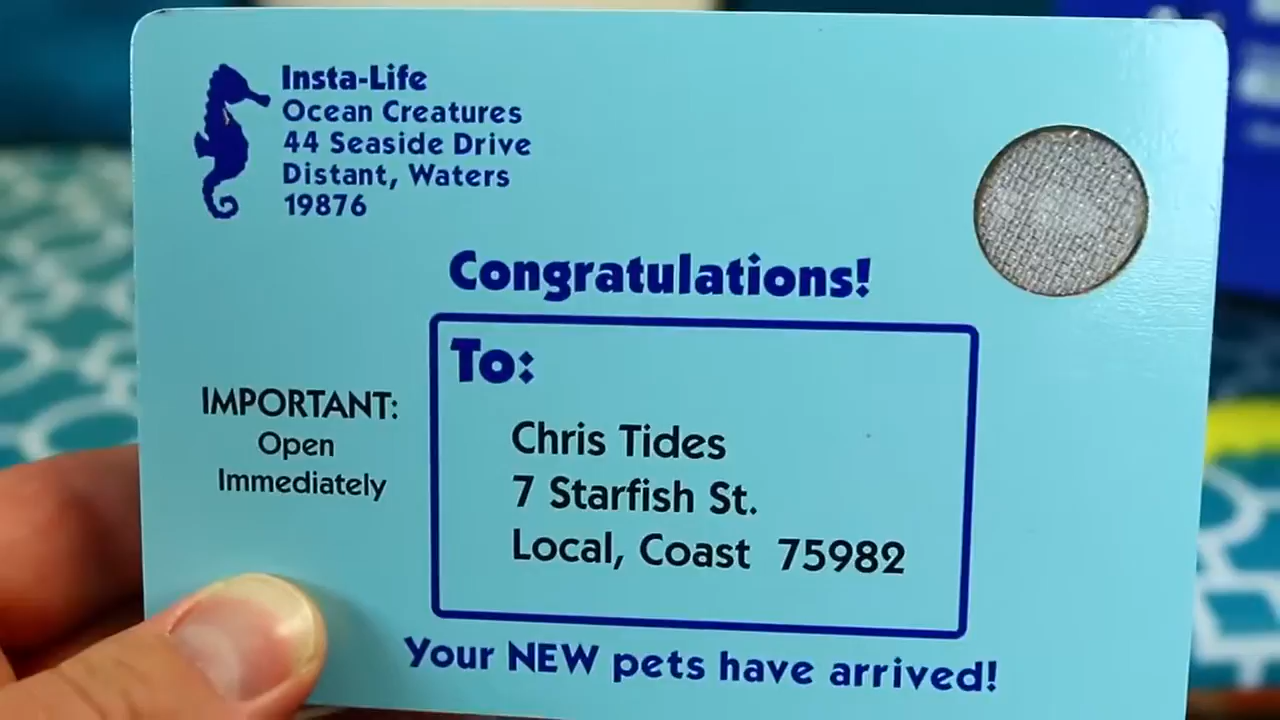 Insta-Life
Ocean Creatures
44 Seaside Drive
Distant, Waters
19876
Congratulations!
To:
Chris Tides
7 Starfish St.
Local, Coast 75982
IMPORTANT:
Open
Immediately
Your NEW pets have arrived!